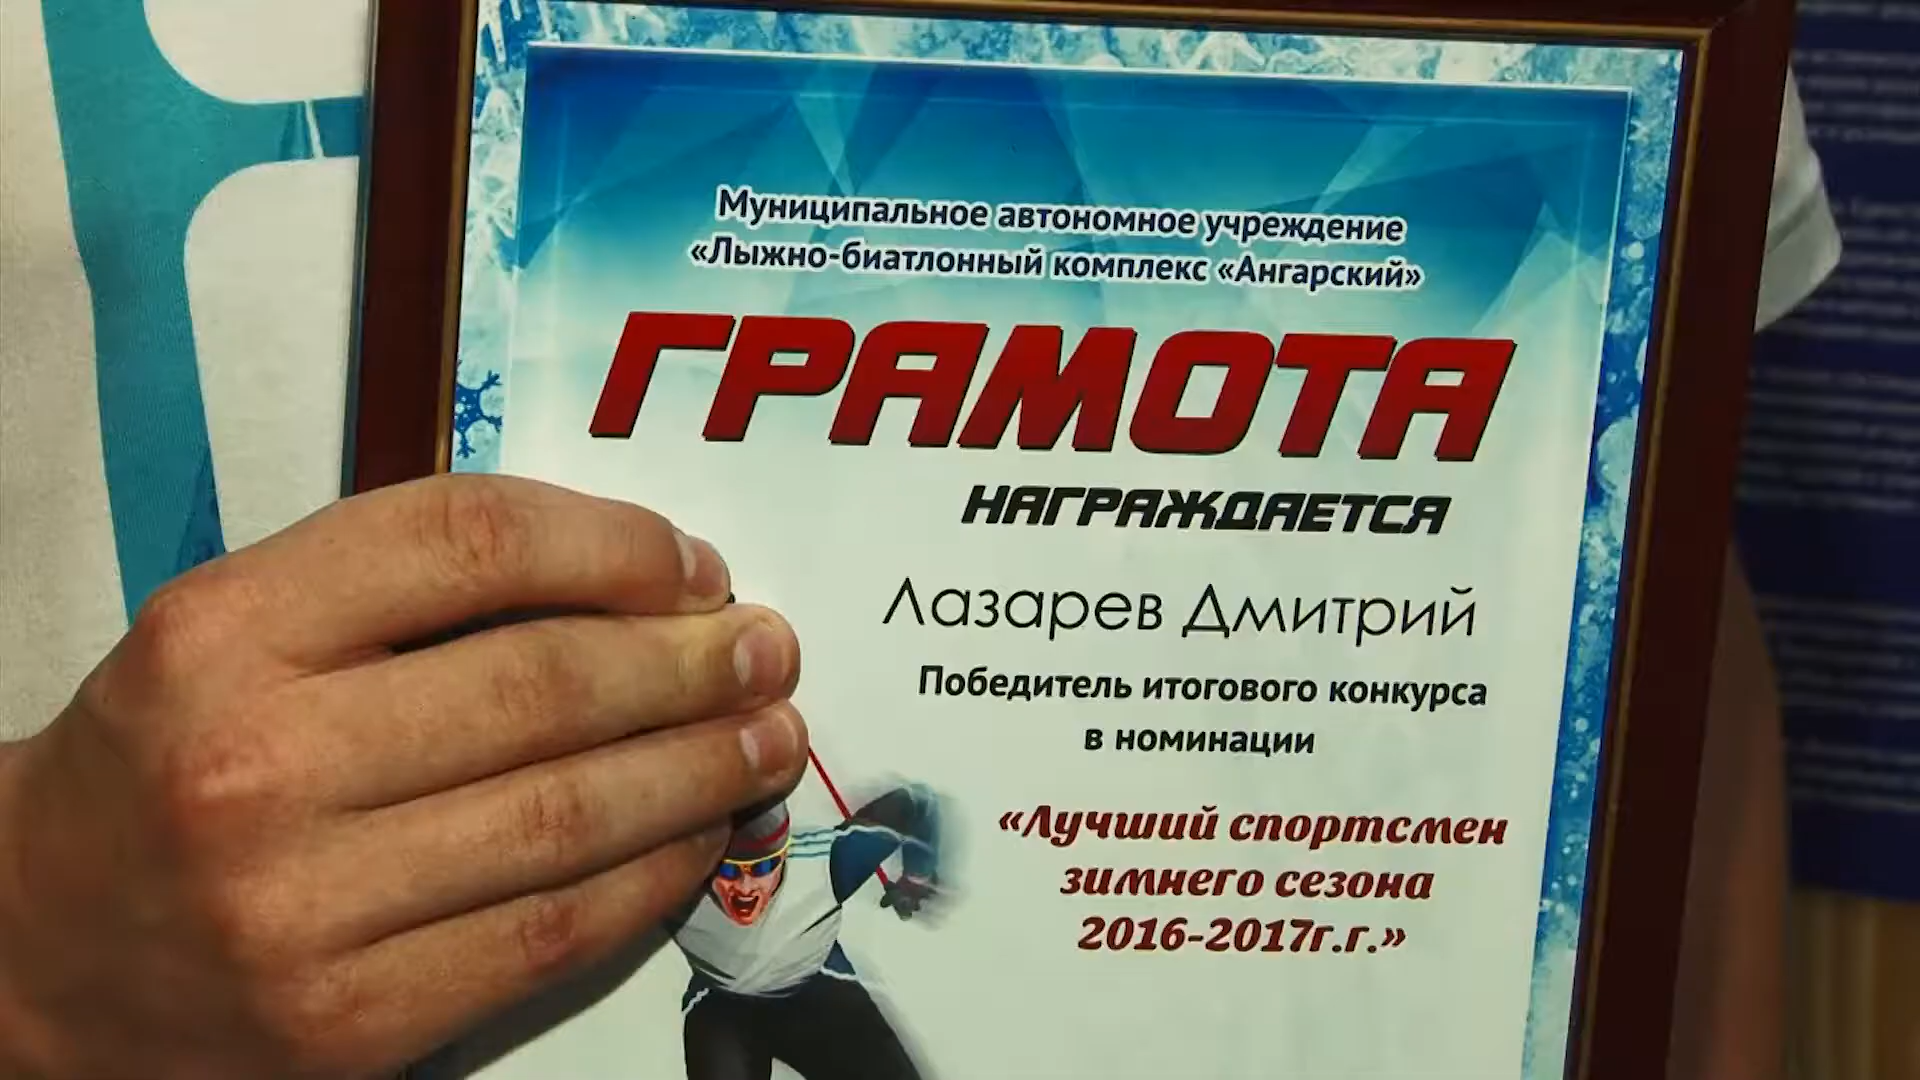 Муниципальное автономное учреждение
«Лыжно-биатлонный комплекс «Ангарский»
ГРАМОТА
НАГРАЖДАЕТСЯ
Лазарев Дмитрий
Победитель итогового конкурса
в номинации
«Лучший спортсмен
зимнего сезона
2016-2017г.г.»